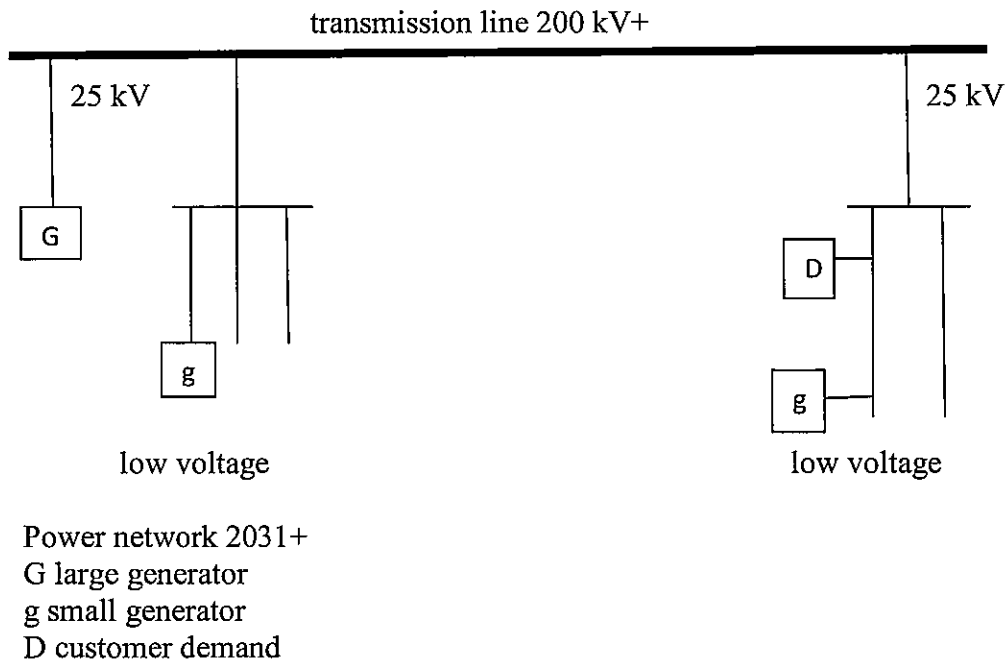 transmission line 200 kV+
25 kV
25 kV
G
D
g
g
low voltage
low voltage
Power network 2031+
G large generator
g small generator
D customer demand